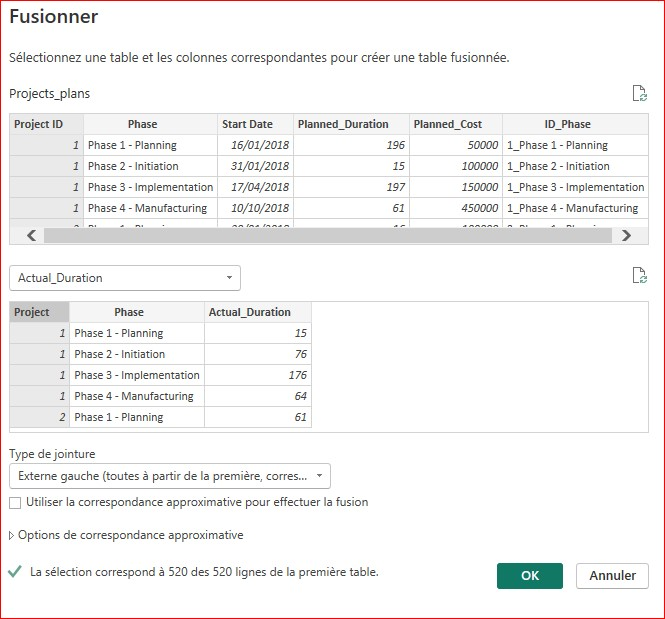 Fusionner
Sélectionnez une table et les colonnes correspondantes pour créer une table fusionnée.
Projects_plans
Project ID Phase Start Date Planned_Duration Planned_Cost ID_Phase
1 Phase 1 - Planning 16/01/2018 196 50000 1_Phase 1 - Planning
1 Phase 2 - Initiation 31/01/2018 15 100000 1_Phase 2 - Initiation
1 Phase 3 - Implementation 17/04/2018 197 150000 1_Phase 3 - Implementation
1 Phase 4 - Manufacturing 10/10/2018 61 450000 1_Phase 4 - Manufacturing
Actual_Duration
Project Phase Actual_Duration
1 Phase 1 - Planning 15
1 Phase 2 - Initiation 76
1 Phase 3 - Implementation 176
1 Phase 4 - Manufacturing 64
2 Phase 1 - Planning 61
Type de jointure
Externe gauche (toutes à partir de la première, corres...
Utiliser la correspondance approximative pour effectuer la fusion
Options de correspondance approximative
La sélection correspond à 520 des 520 lignes de la première table.
OK Annuler